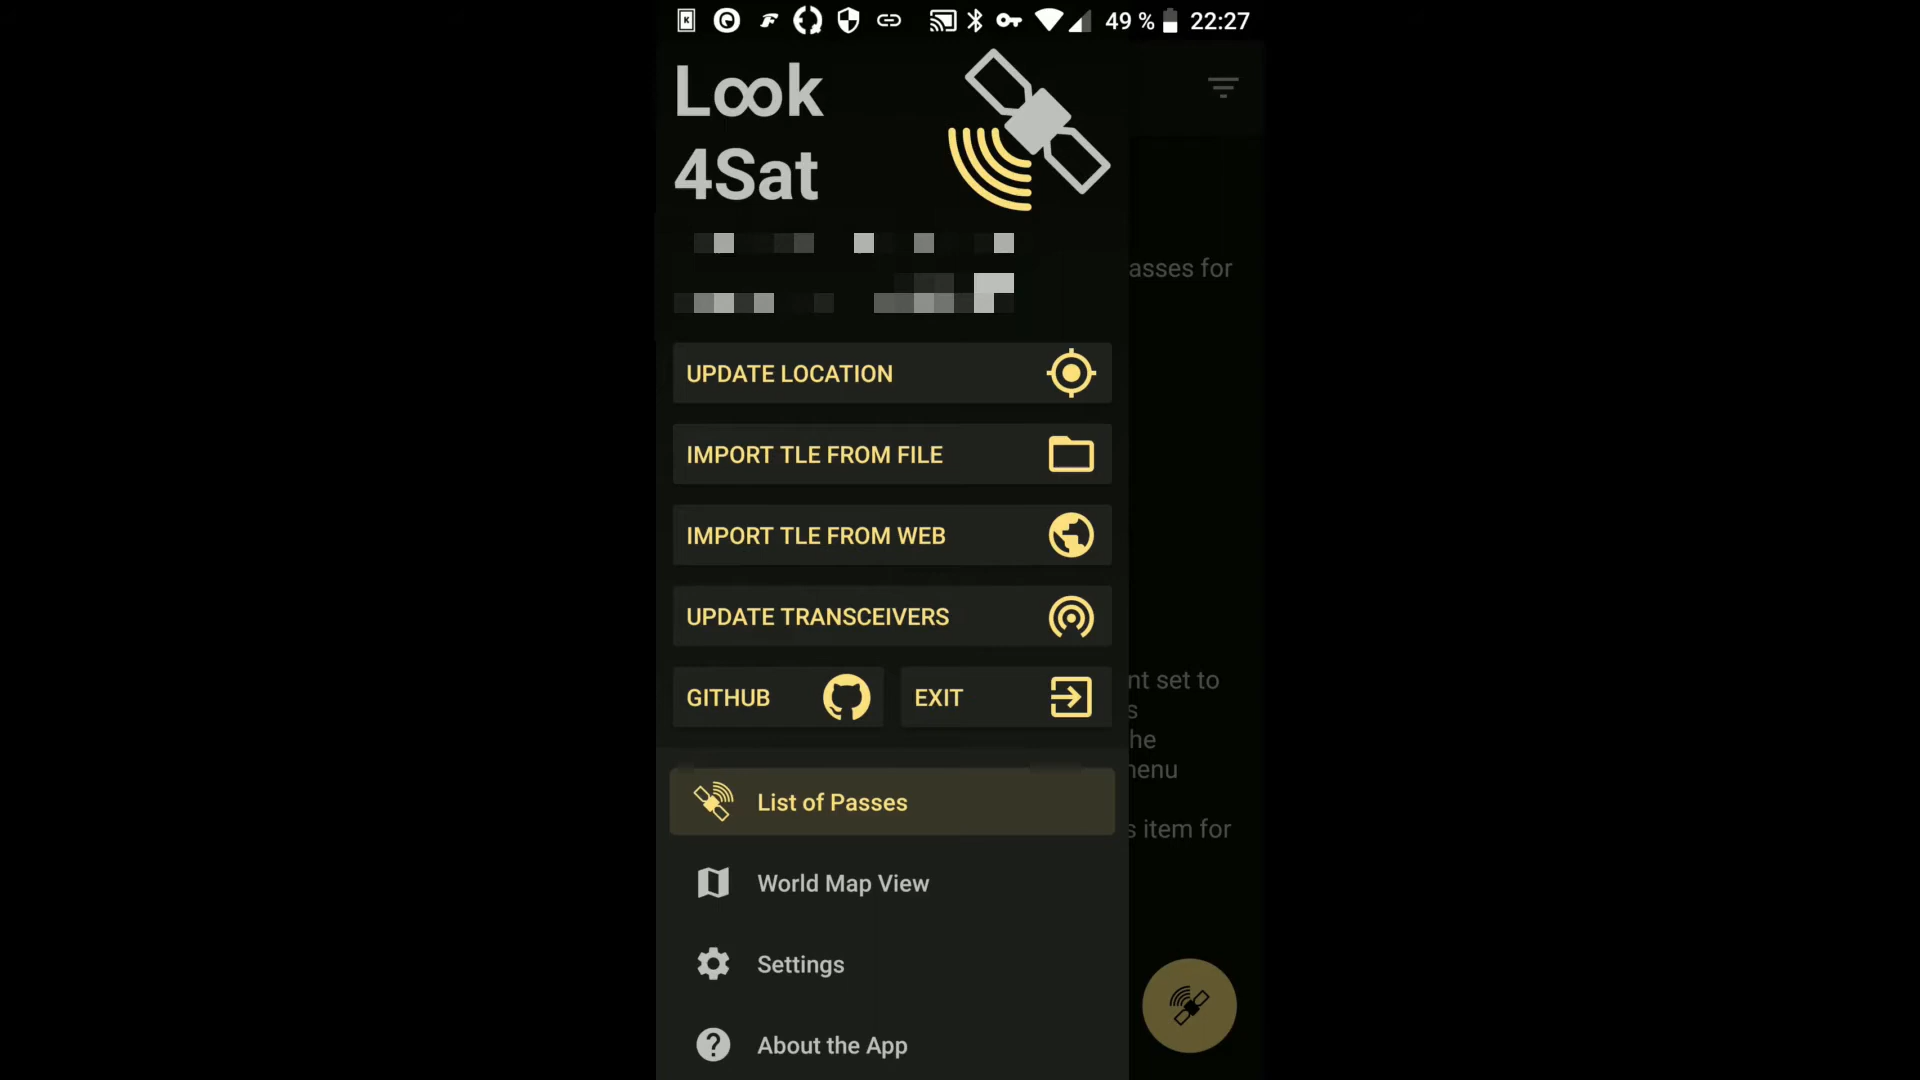 49 % 22:27
Look
4Sat
asses for
UPDATE LOCATION
IMPORT TLE FROM FILE
IMPORT TLE FROM WEB
UPDATE TRANSCEIVERS
nt set to
GITHUB EXIT
s
he
enu
List of Passes
s item for
World Map View
Settings
About the App